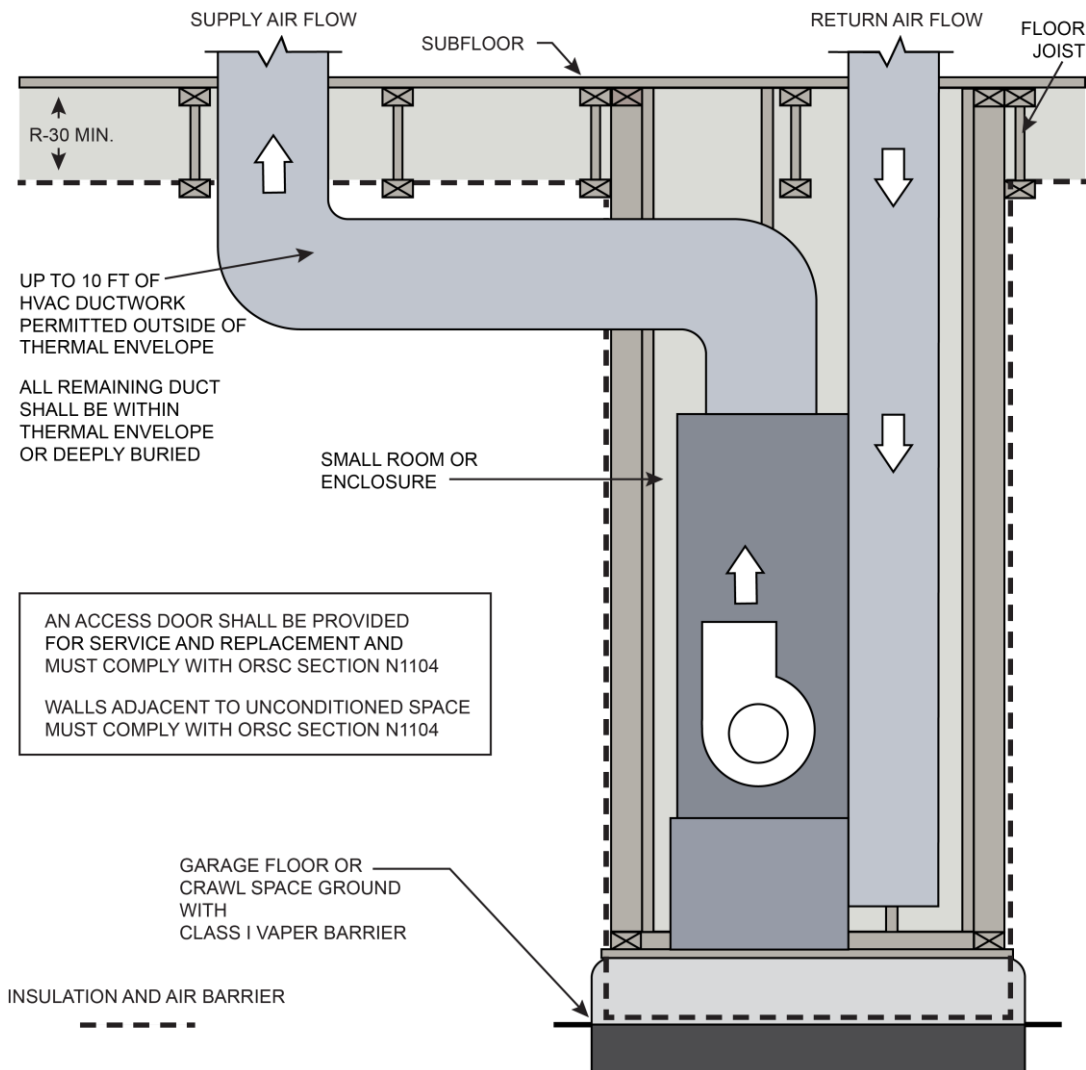 SUPPLY AIR FLOW
RETURN AIR FLOW
SUBFLOOR
FLOOR
JOIST
R-30 MIN.
UP TO 10 FT OF
HVAC DUCTWORK
PERMITTED OUTSIDE OF
THERMAL ENVELOPE
ALL REMAINING DUCT
SHALL BE WITHIN
THERMAL ENVELOPE
OR DEEPLY BURIED
SMALL ROOM OR
ENCLOSURE
AN ACCESS DOOR SHALL BE PROVIDED
FOR SERVICE AND REPLACEMENT AND
MUST COMPLY WITH ORSC SECTION N1104
WALLS ADJACENT TO UNCONDITIONED SPACE
MUST COMPLY WITH ORSC SECTION N1104
GARAGE FLOOR OR
CRAWL SPACE GROUND
WITH
CLASS I VAPER BARRIER
INSULATION AND AIR BARRIER